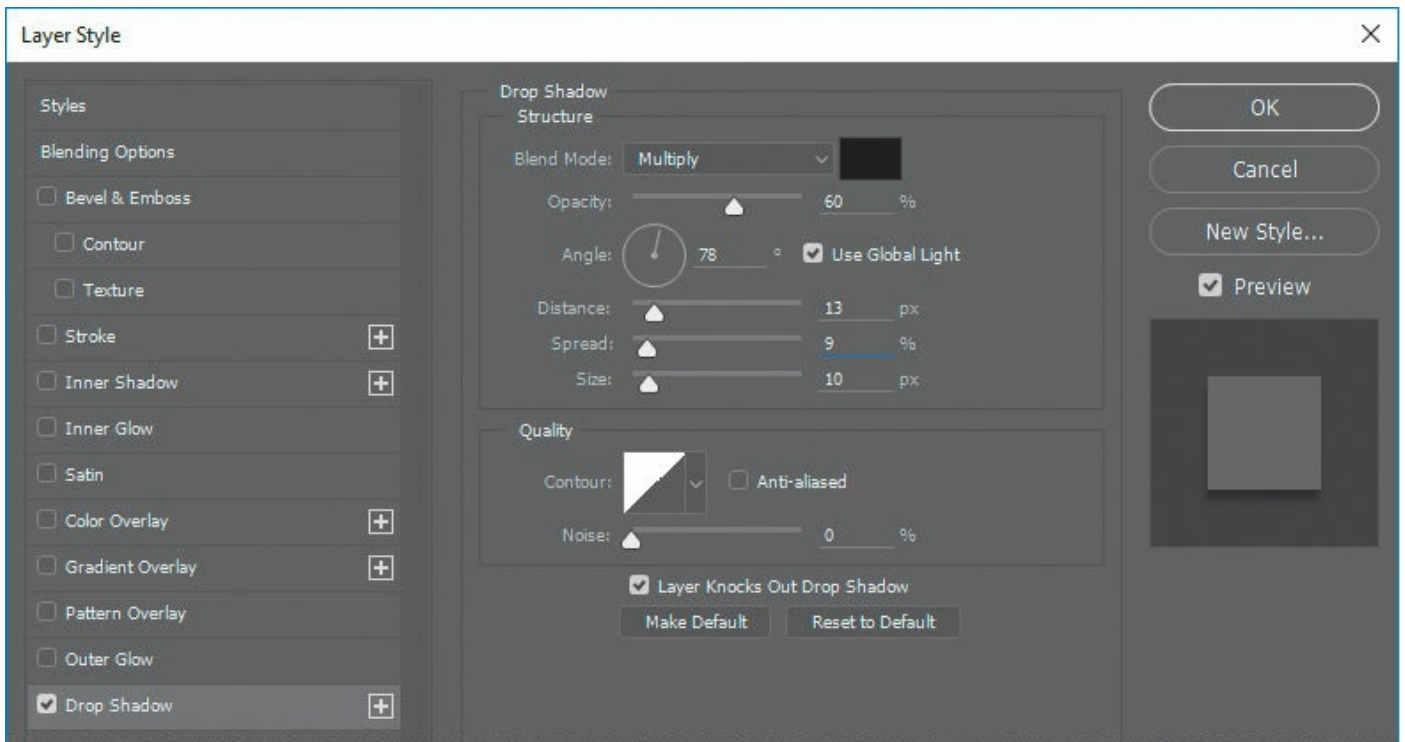 Layer Style
Styles
Blending Options
Bevel & Emboss
Contour
Texture
Stroke
Inner Shadow
Inner Glow
Satin
Color Overlay
Gradient Overlay
Pattern Overlay
Outer Glow
Drop Shadow
Drop Shadow
Structure
Blend Mode: Multiply
Opacity: 60 %
Angle: 78 ° Use Global Light
Distance: 13 px
Spread: 9 %
Size: 10 px
Quality
Contour: Anti-aliased
Noise: 0 %
Layer Knocks Out Drop Shadow
Make Default Reset to Default
OK
Cancel
New Style...
Preview